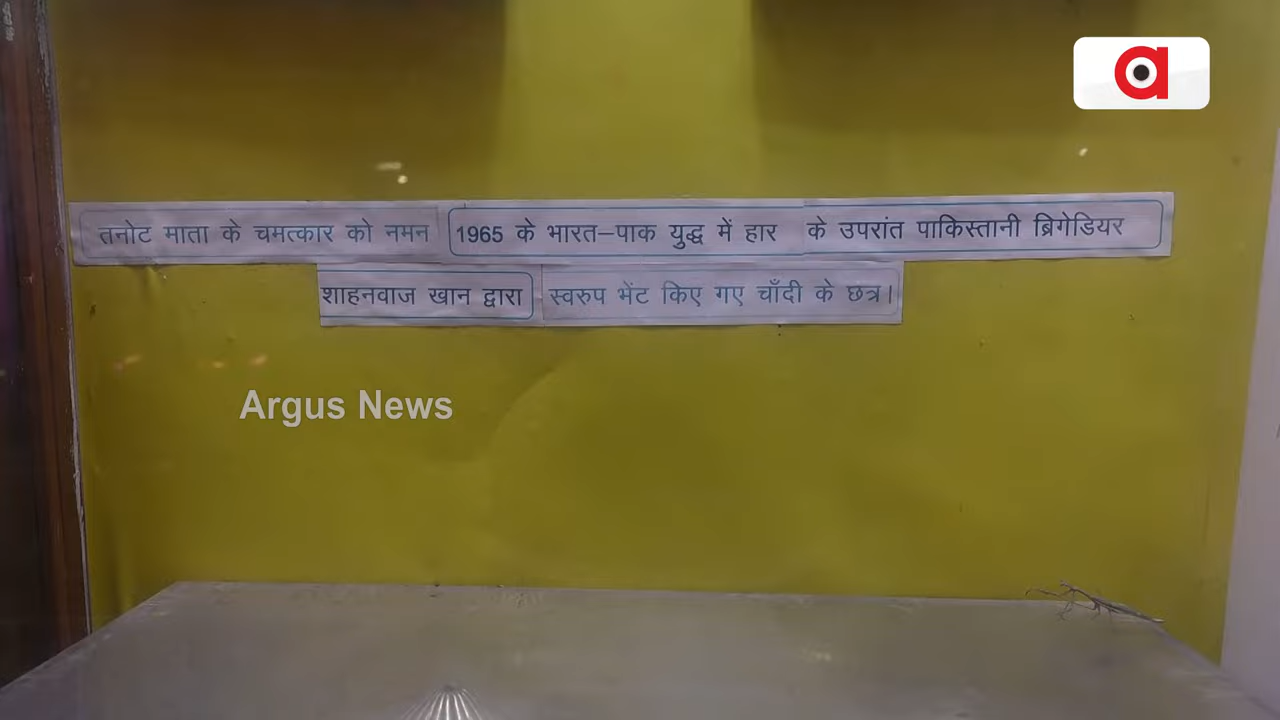 तनोट माता के चमत्कार को नमन 1965 के भारत–पाक युद्ध में हार के उपरांत पाकिस्तानी ब्रिगेडियर
शाहनवाज खान द्वारा स्वरुप भेंट किए गए चाँदी के छत्र।
Argus News